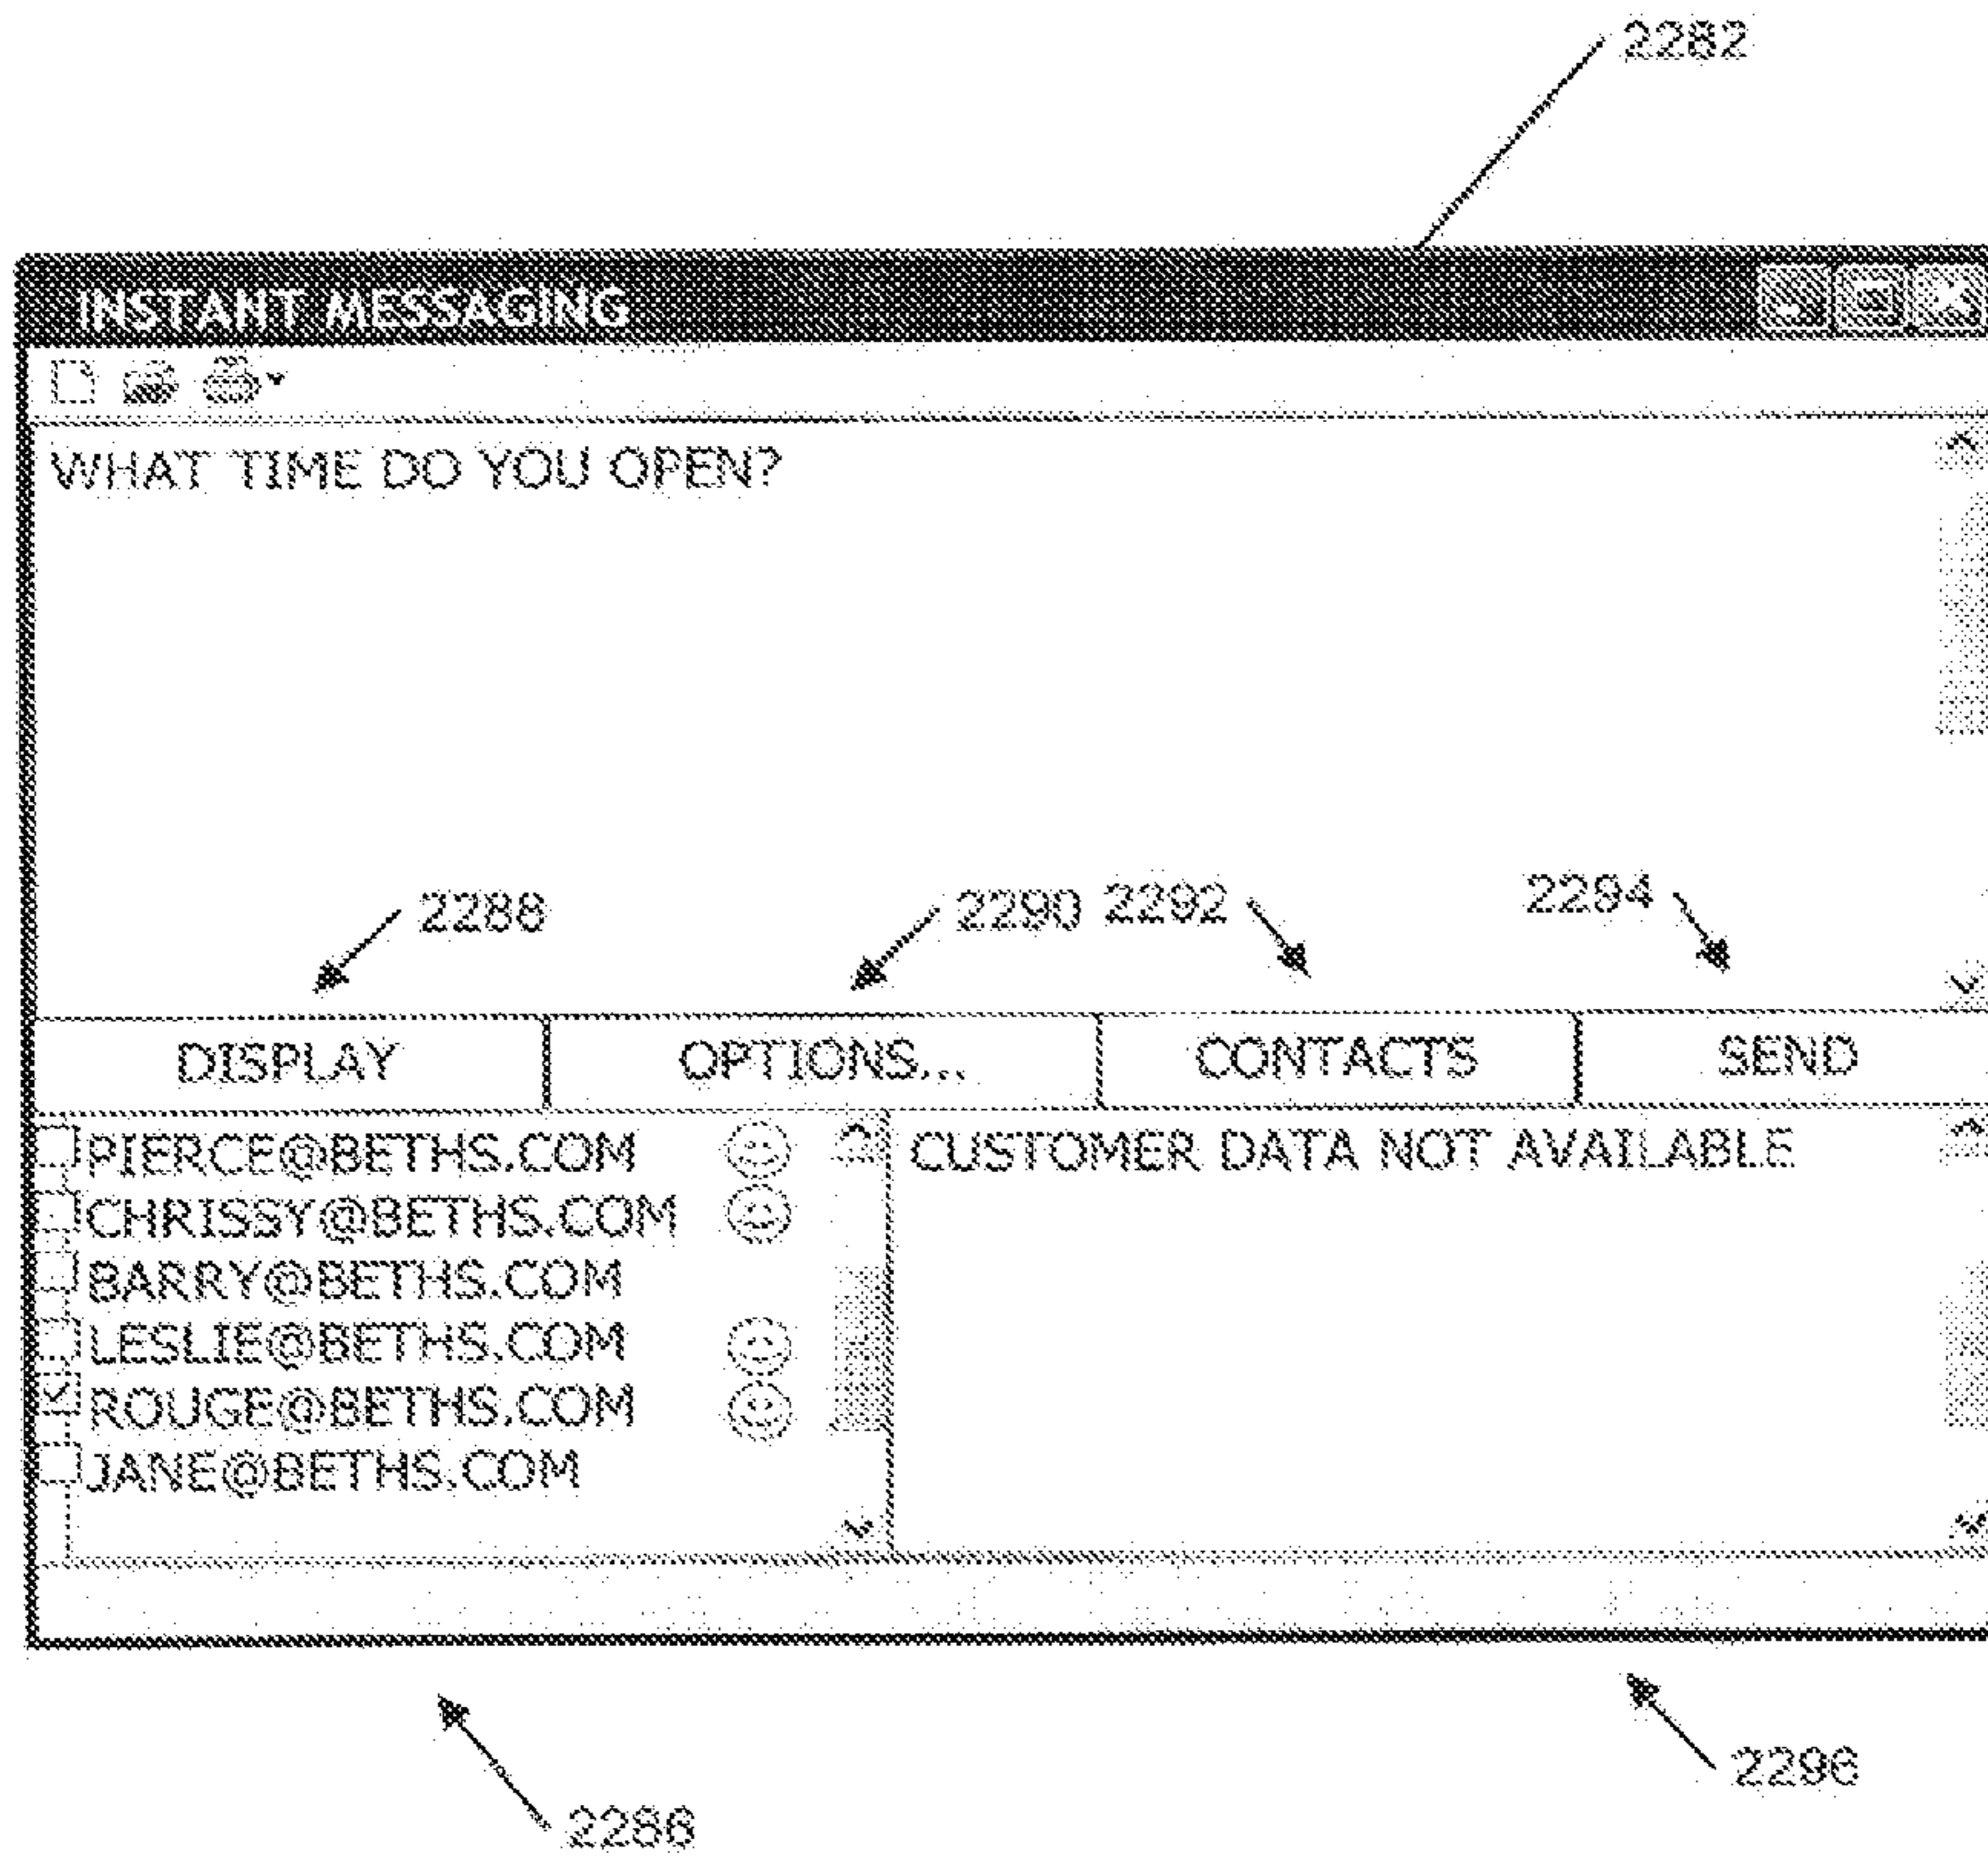 2282
INSTANT MESSAGING
WHAT TIME DO YOU OPEN?
2288 2290 2292 2294
DISPLAY OPTIONS... CONTACTS SEND
PIERCE@BETHS.COM
CHRISSY@BETHS.COM
BARRY@BETHS.COM
LESLIE@BETHS.COM
ROUGE@BETHS.COM
JANE@BETHS.COM
CUSTOMER DATA NOT AVAILABLE
2296
2286